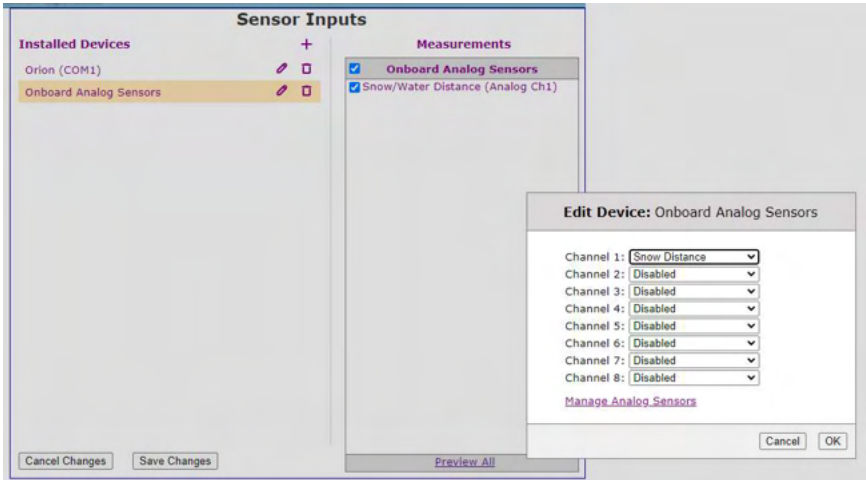 Sensor Inputs
Installed Devices +
Orion (COM1)
Onboard Analog Sensors
Cancel Changes Save Changes
Measurements
Onboard Analog Sensors
Snow/Water Distance (Analog Ch1)
Preview All
Edit Device: Onboard Analog Sensors
Channel 1: Snow Distance
Channel 2: Disabled
Channel 3: Disabled
Channel 4: Disabled
Channel 5: Disabled
Channel 6: Disabled
Channel 7: Disabled
Channel 8: Disabled
Manage Analog Sensors
Cancel OK